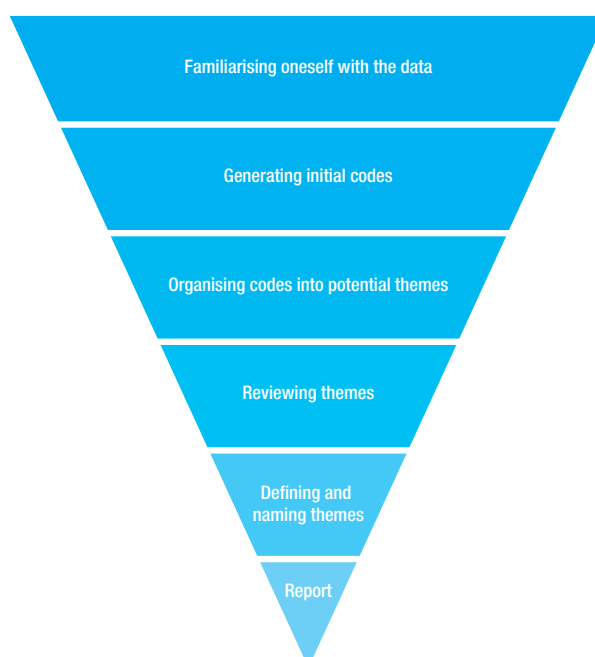 Familiarising oneself with the data
Generating initial codes
Organising codes into potential themes
Reviewing themes
Defining and
naming themes
Report